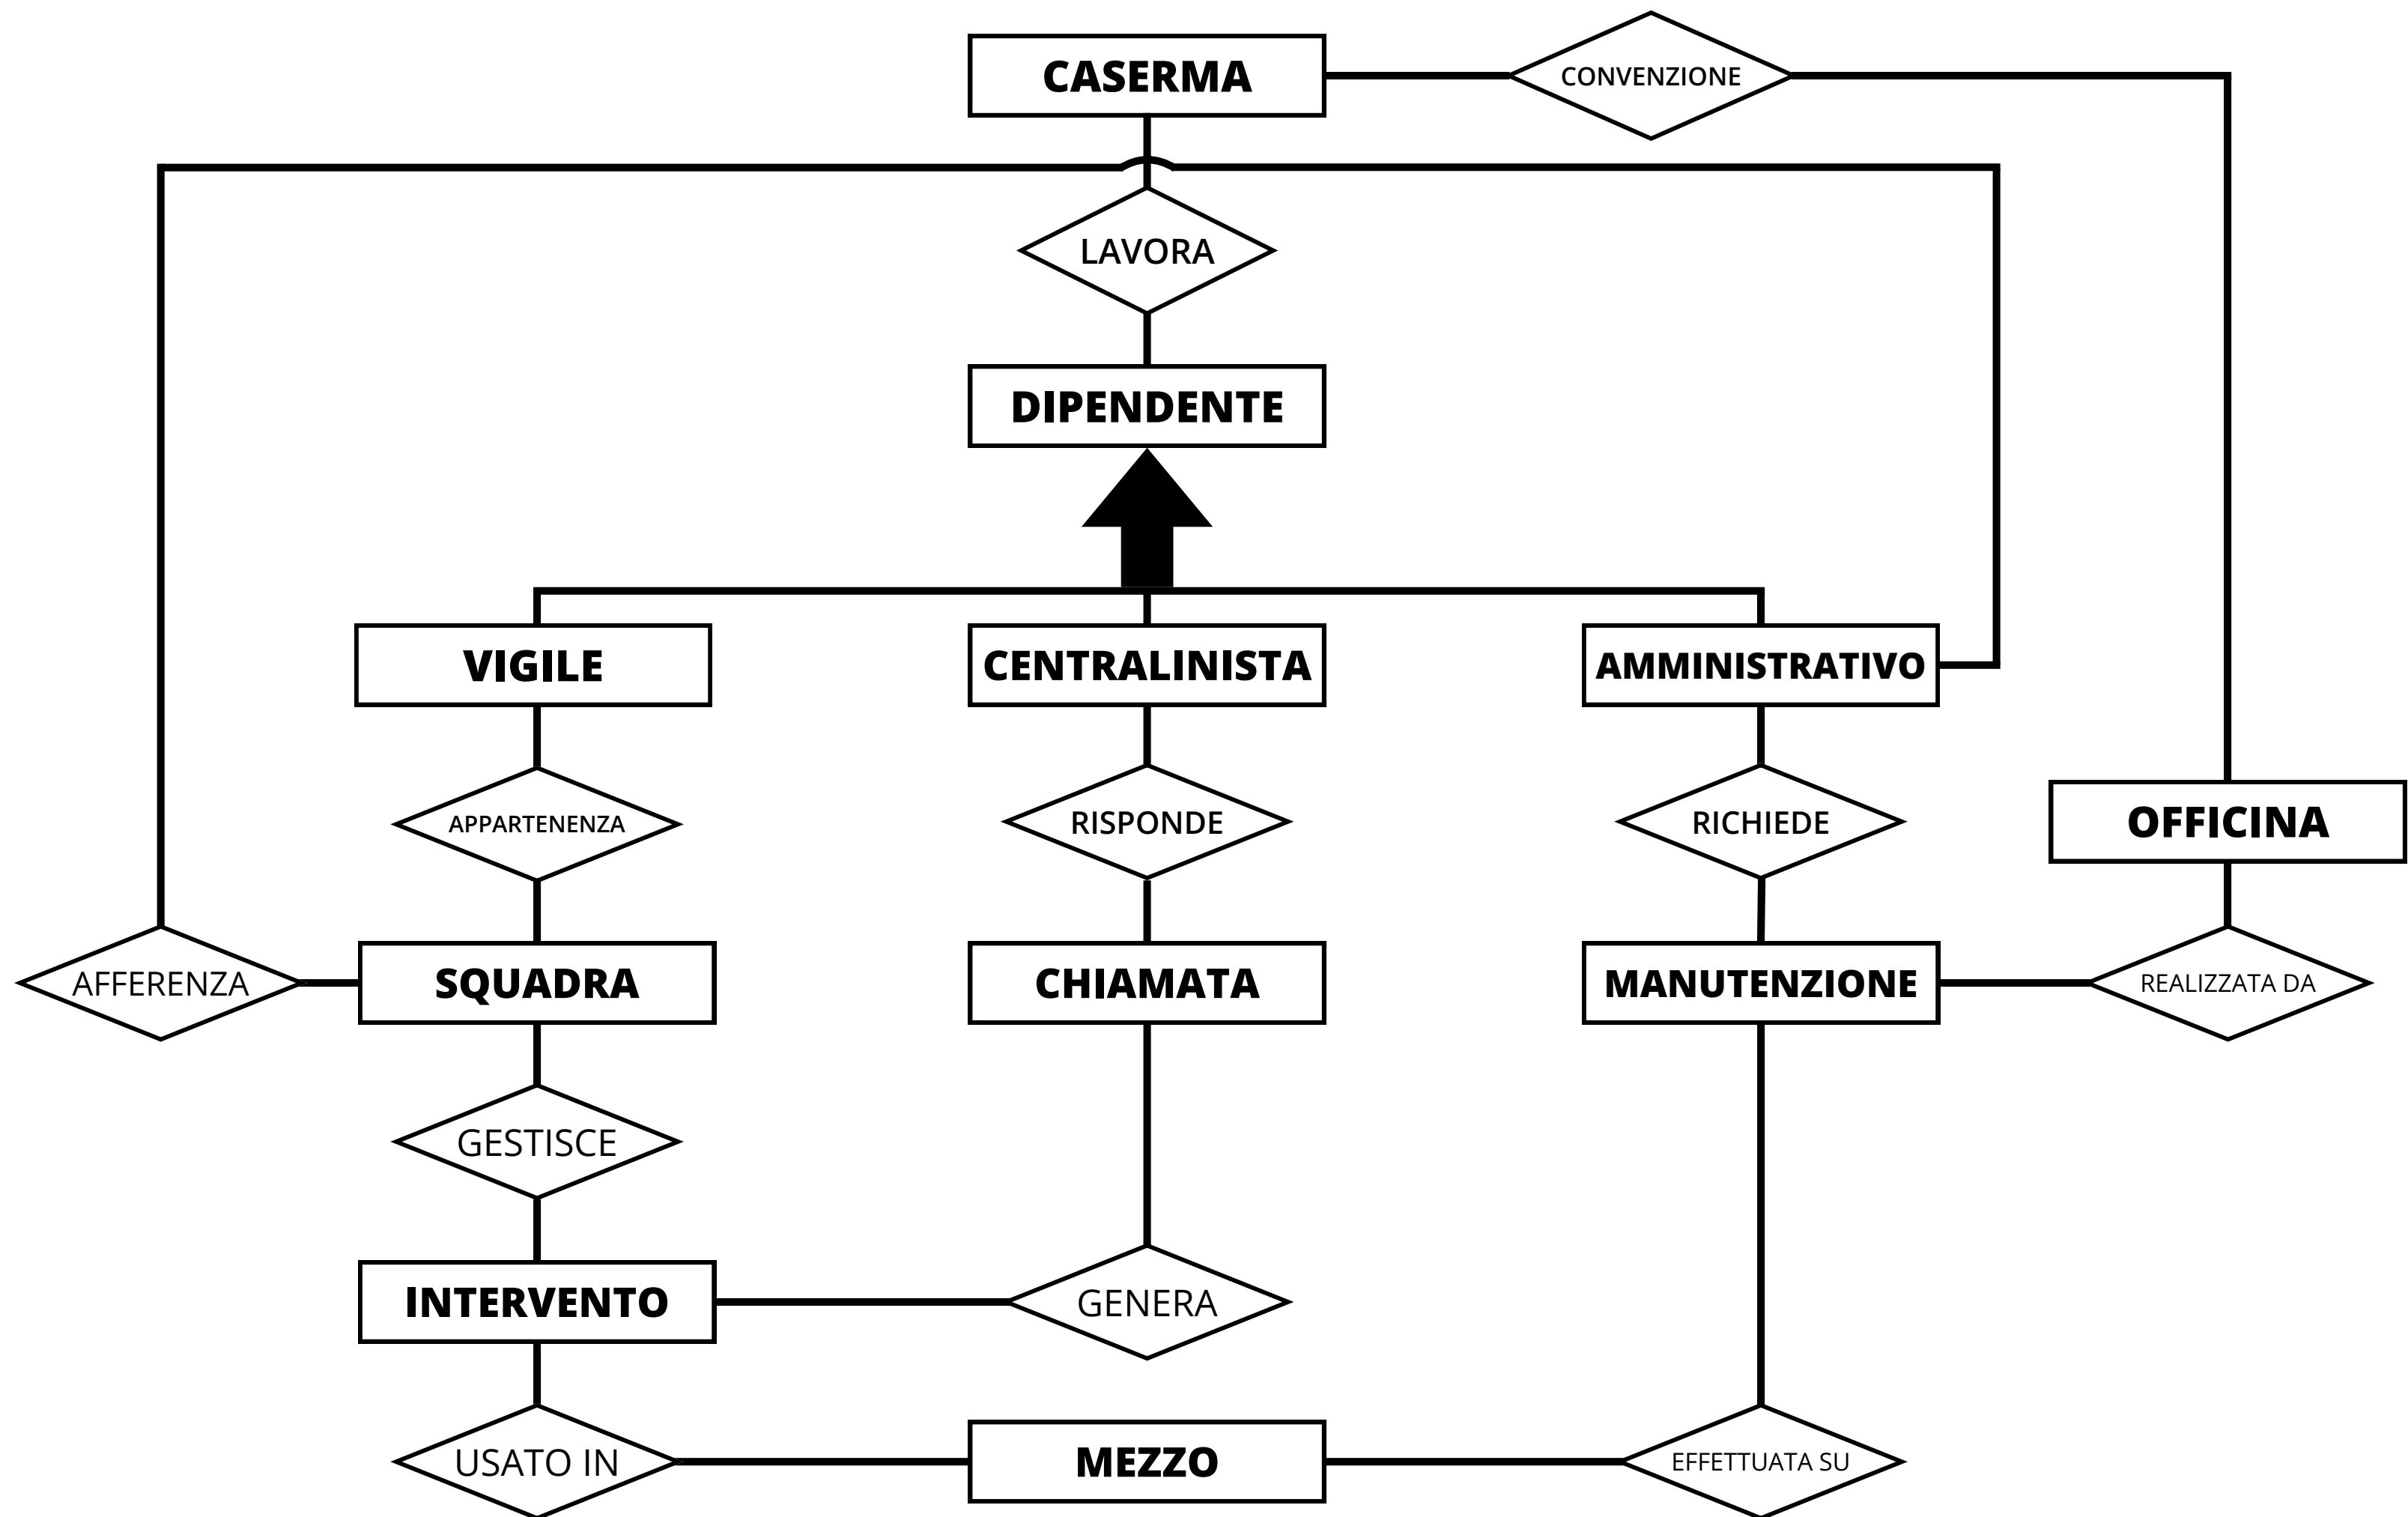 CASERMA
CONVENZIONE
LAVORA
DIPENDENTE
VIGILE
CENTRALINISTA
AMMINISTRATIVO
APPARTENENZA
RISPONDE
RICHIEDE
OFFICINA
AFFERENZA
SQUADRA
CHIAMATA
MANUTENZIONE
REALIZZATA DA
GESTISCE
INTERVENTO
GENERA
USATO IN
MEZZO
EFFETTUATA SU